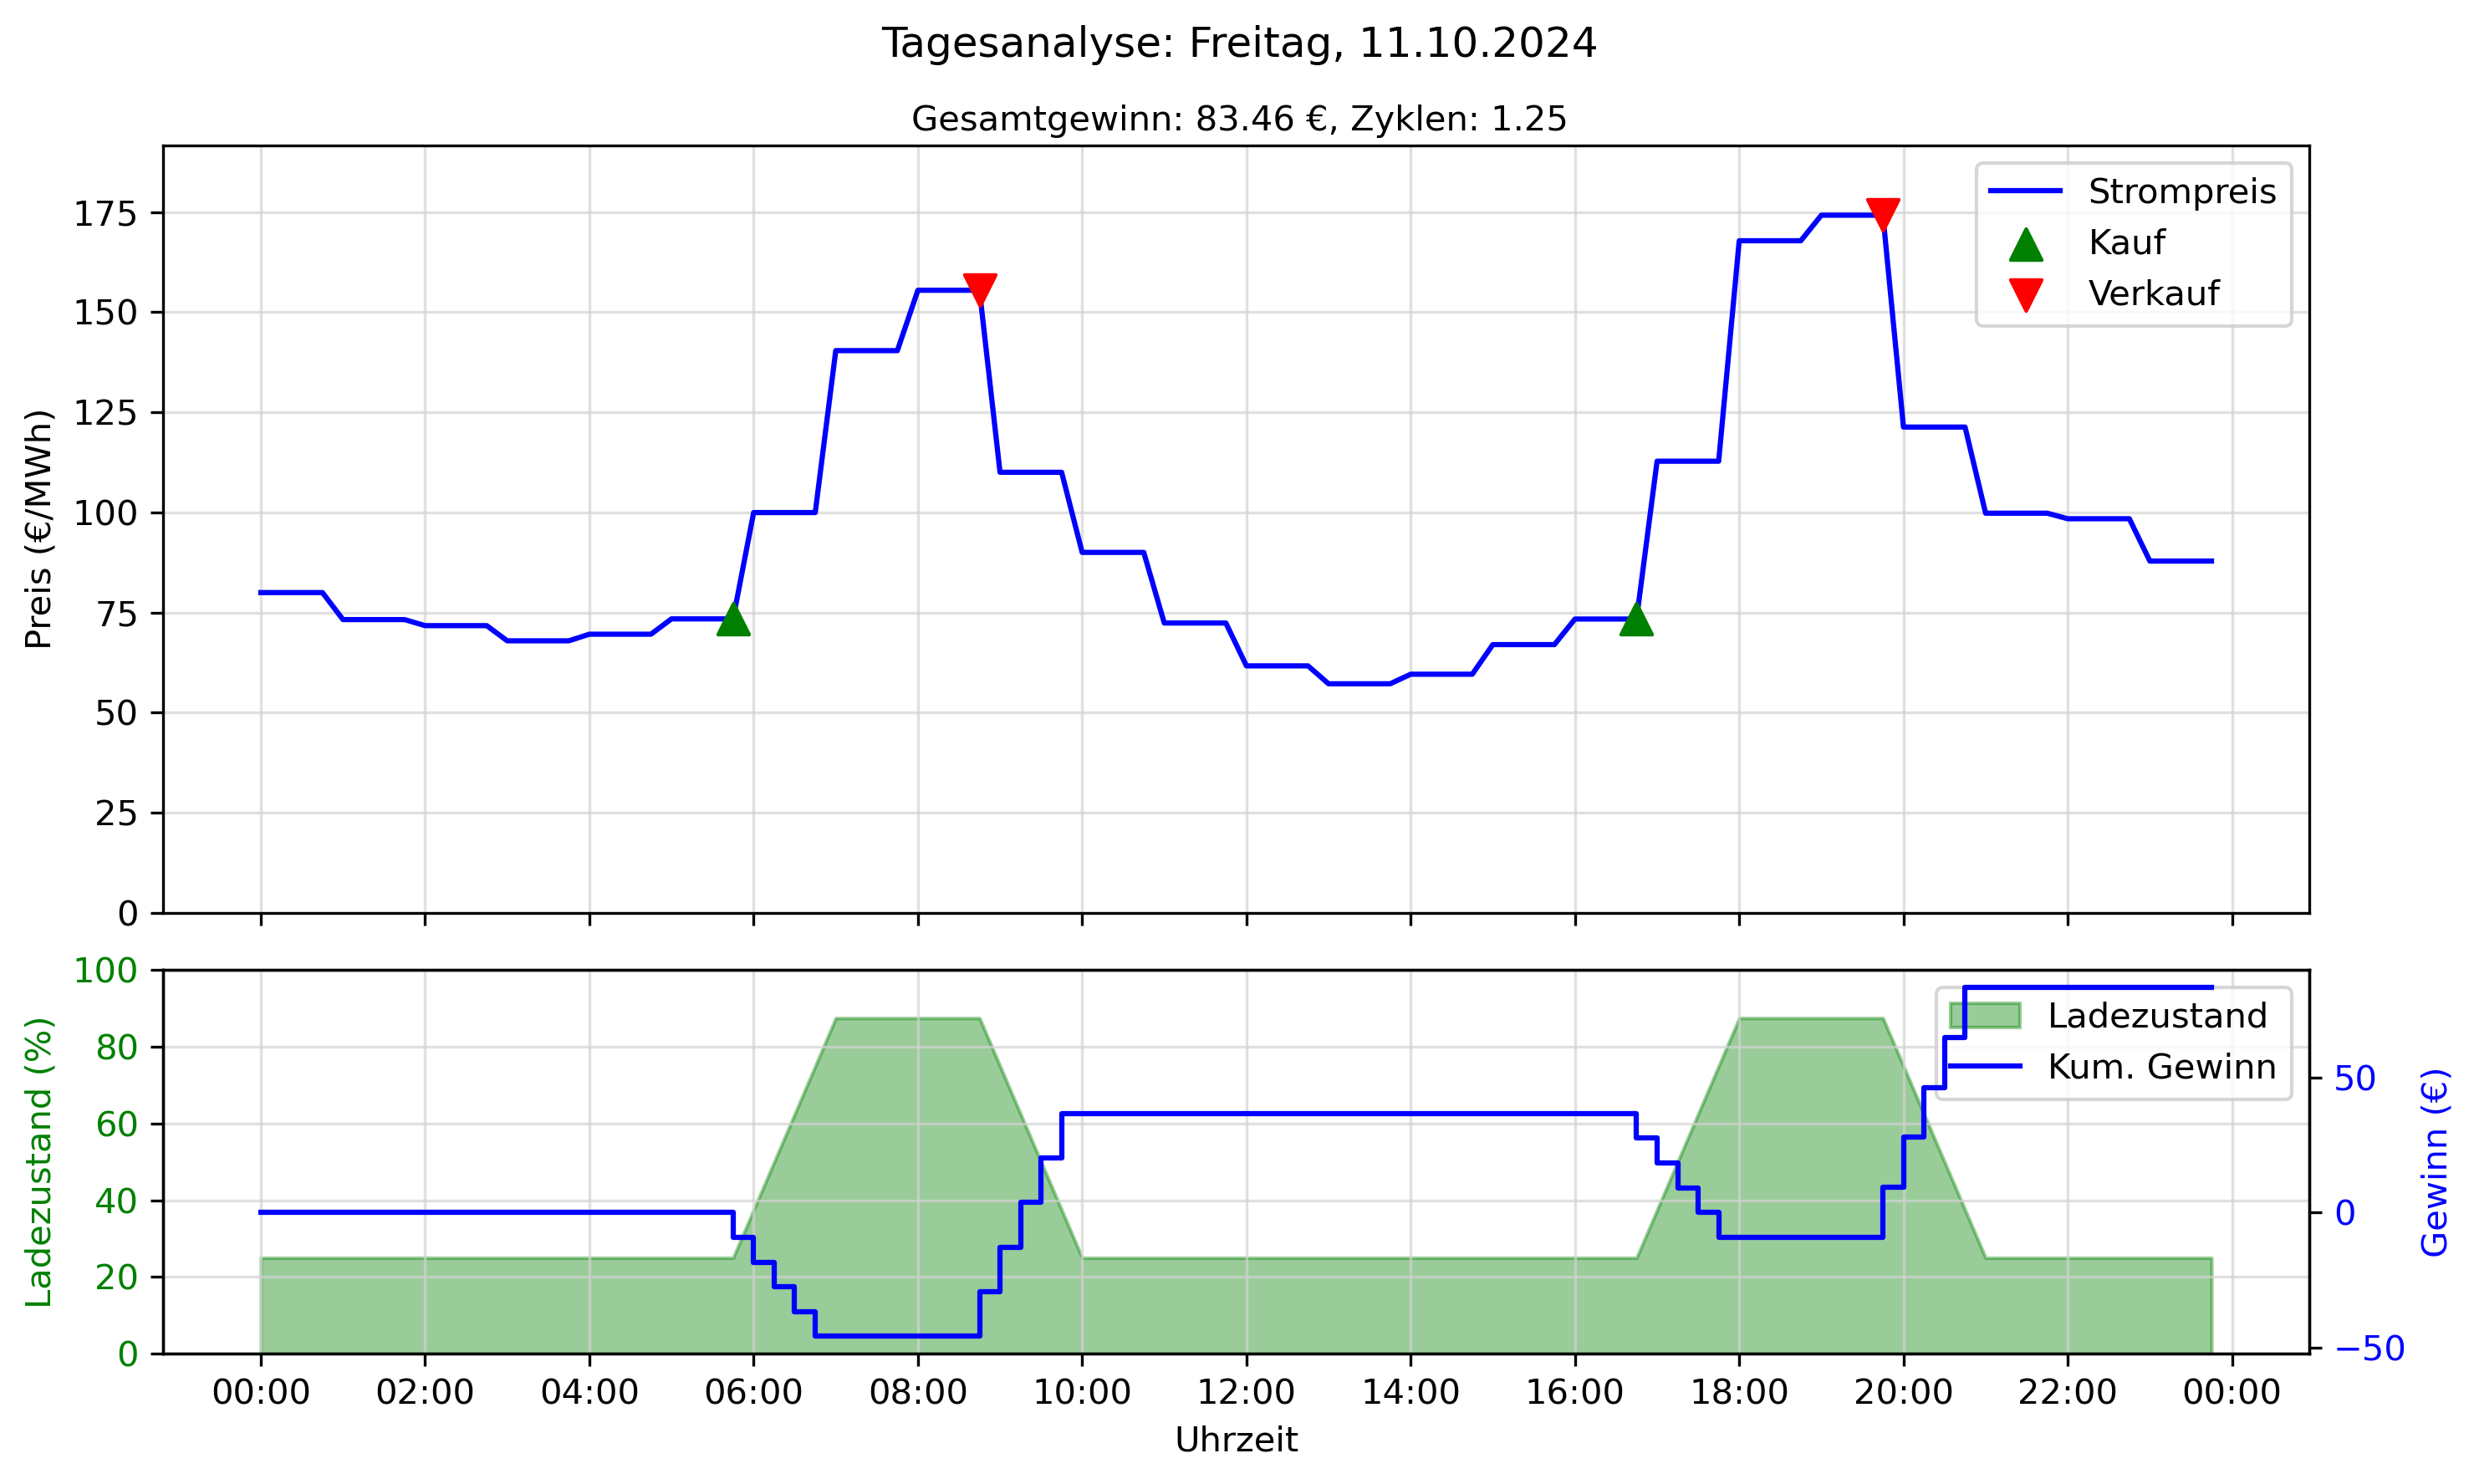 Tagesanalyse: Freitag, 11.10.2024
Gesamtgewinn: 83.46 €, Zyklen: 1.25
Preis (€/MWh)
175
150
125
100
75
50
25
0
Strompreis
Kauf
Verkauf
Ladezustand (%)
100
80
60
40
20
0
Ladezustand
Kum. Gewinn
50
0
−50
Gewinn (€)
00:00 02:00 04:00 06:00 08:00 10:00 12:00 14:00 16:00 18:00 20:00 22:00 00:00
Uhrzeit